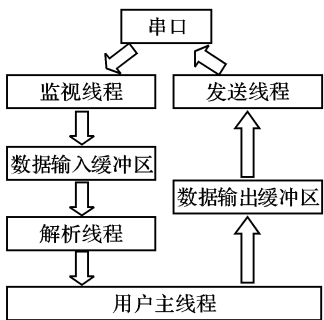 串口
监视线程
发送线程
数据输入缓冲区
数据输出缓冲区
解析线程
用户主线程